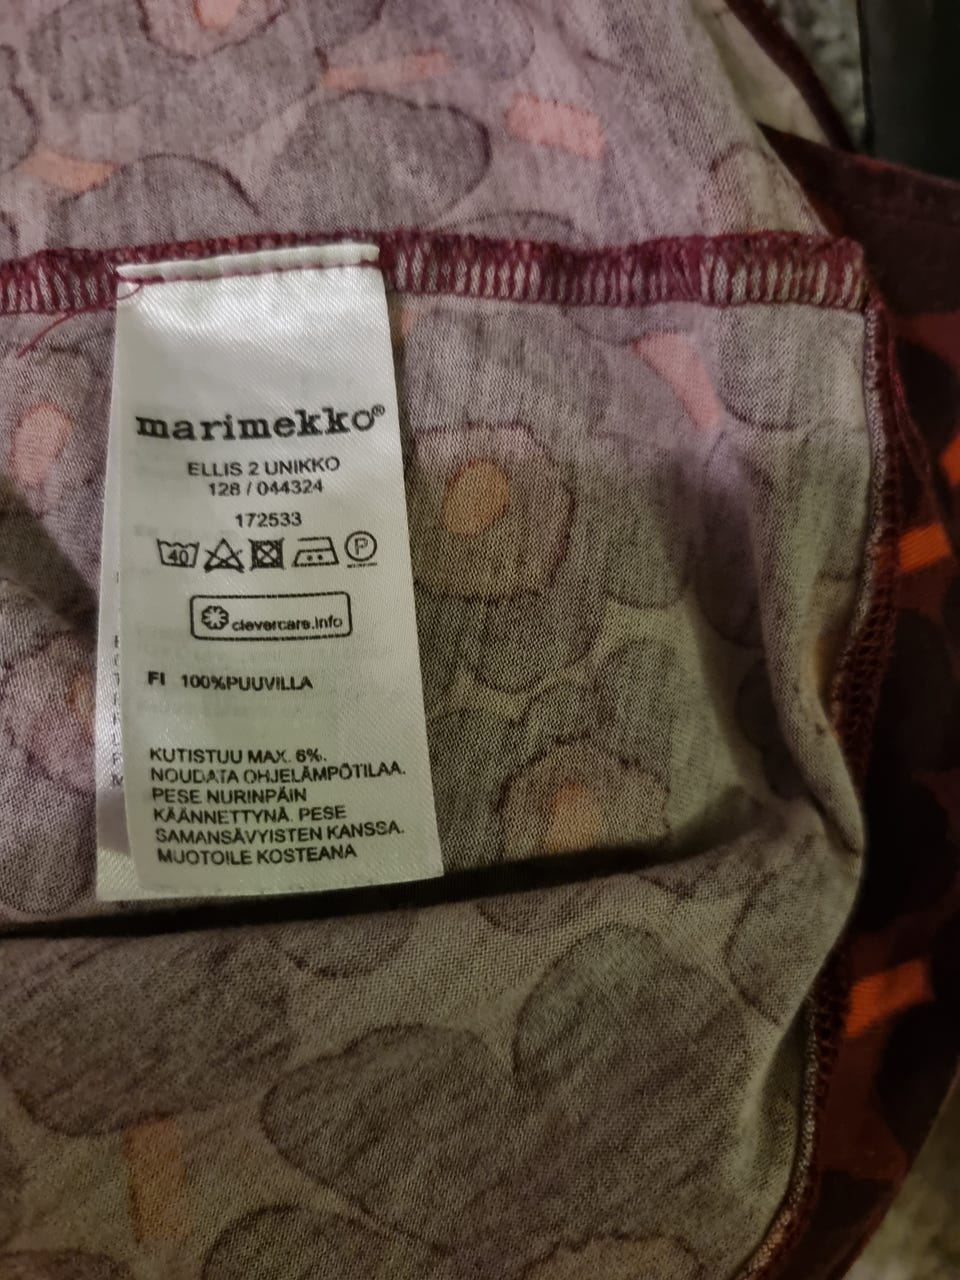 marimekko®
ELLIS 2 UNIKKO
128 / 044324
172533
40
P
clevercare.info
FI 100%PUUVILLA
KUTISTUU MAX. 6%.
NOUDATA OHJELÄMPÖTILAA.
PESE NURINPÄIN
KÄÄNNETTYNÄ. PESE
SAMANSÄVYISTEN KANSSA.
MUOTOILE KOSTEANA